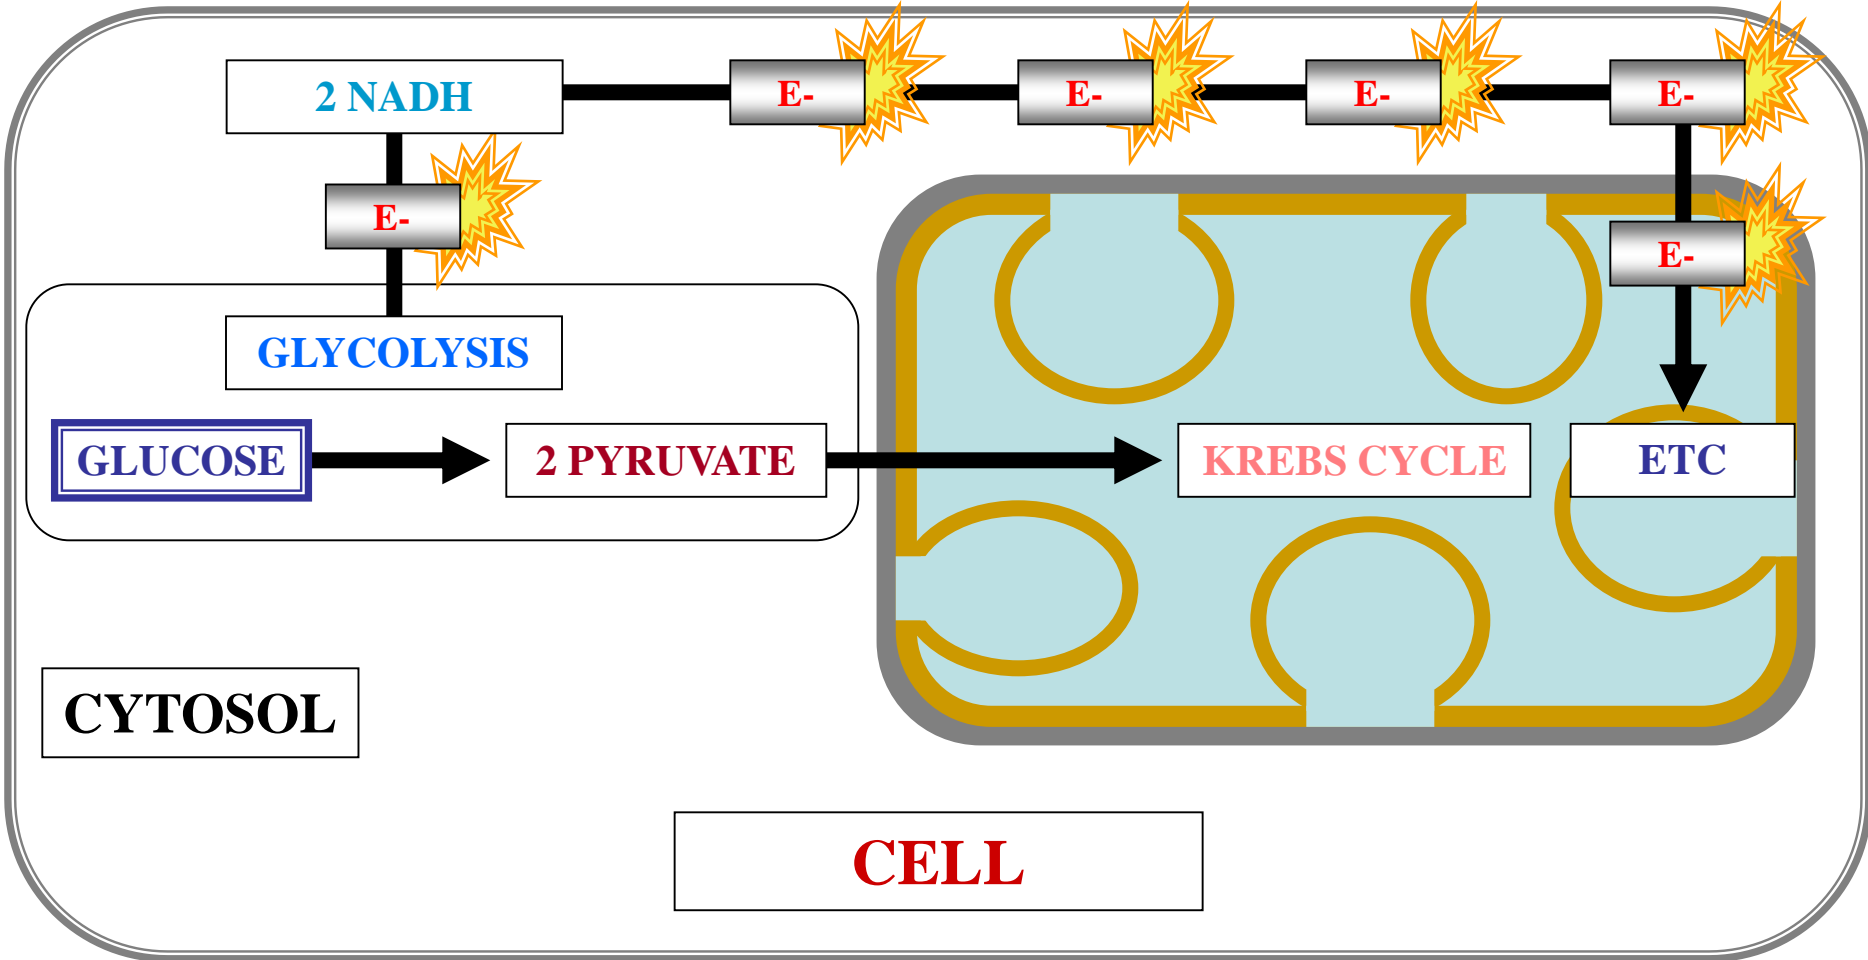 2 NADH
E-
E-
E-
E-
E-
E-
GLYCOLYSIS
GLUCOSE
2 PYRUVATE
KREBS CYCLE
ETC
CYTOSOL
CELL